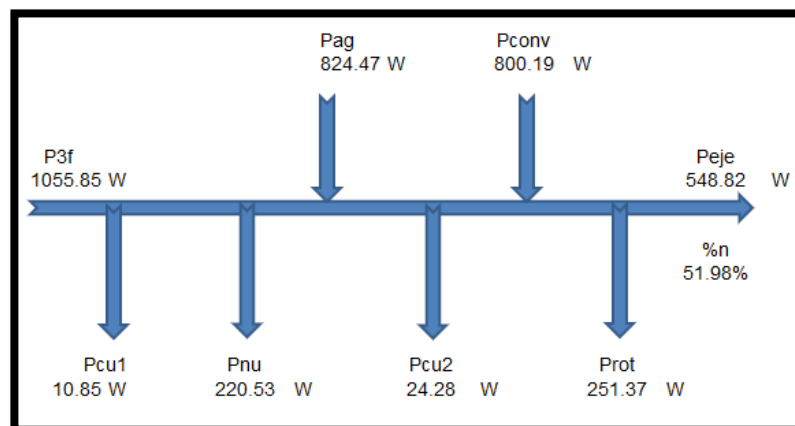 Pag
824.47 W
Pconv
800.19 W
P3f
1055.85 W
Peje
548.82 W
%n
51.98%
Pcu1
10.85 W
Pnu
220.53 W
Pcu2
24.28 W
Prot
251.37 W